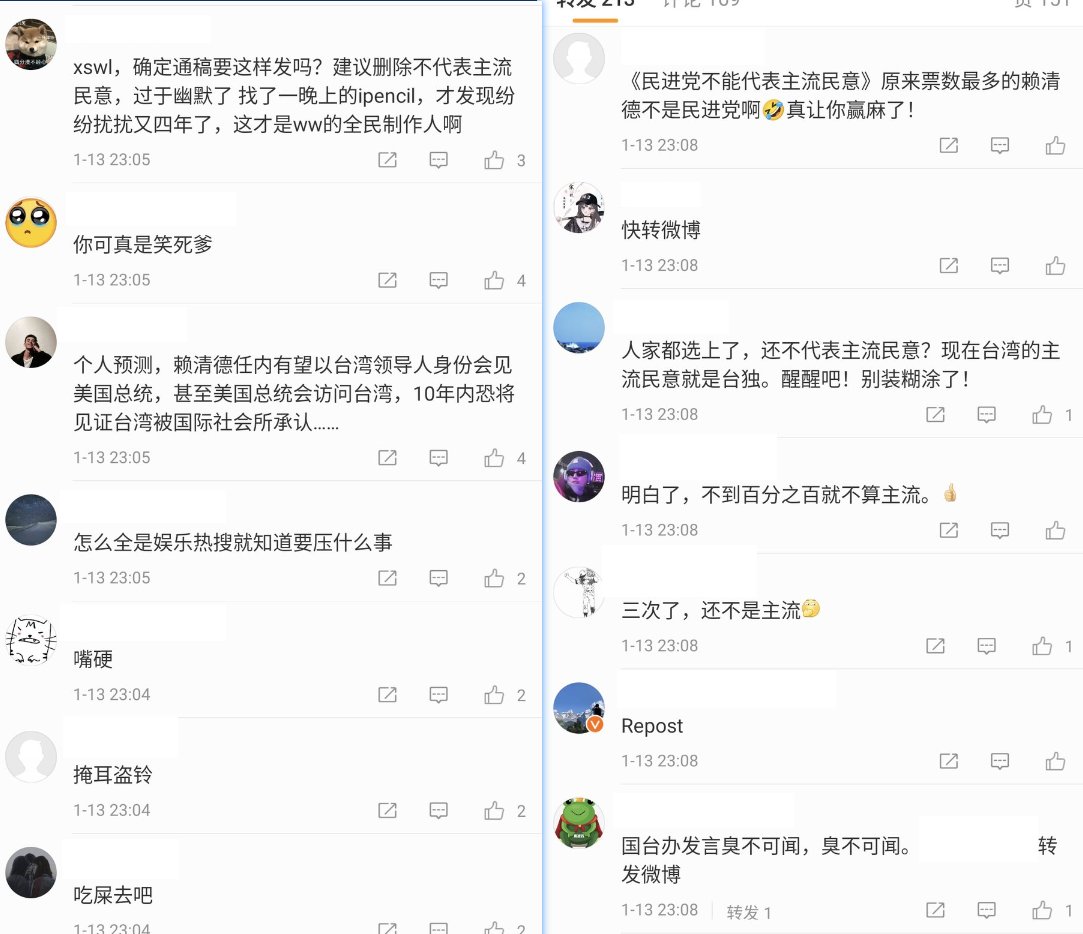 xswl，确定通稿要这样发吗？建议删除不代表主流
民意，过于幽默了 找了一晚上的ipencil，才发现纷
纷扰扰又四年了，这才是ww的全民制作人啊
1-13 23:05
3
你可真是笑死爹
1-13 23:05
4
个人预测，赖清德任内有望以台湾领导人身份会见
美国总统，甚至美国总统会访问台湾，10年内恐将
见证台湾被国际社会所承认……
1-13 23:05
4
怎么全是娱乐热搜就知道要压什么事
1-13 23:05
2
嘴硬
1-13 23:04
2
掩耳盗铃
1-13 23:04
2
吃屎去吧
1-13 23:04
2
转发 213 评论 169
赞 151
《民进党不能代表主流民意》原来票数最多的赖清
德不是民进党啊🤣真让你赢麻了！
1-13 23:08
快转微博
1-13 23:08
人家都选上了，还不代表主流民意？现在台湾的主
流民意就是台独。醒醒吧！别装糊涂了！
1-13 23:08
1
明白了，不到百分之百就不算主流。👍
1-13 23:08
三次了，还不是主流🤔
1-13 23:08
1
Repost
1-13 23:08
国台办发言臭不可闻，臭不可闻。 转
发微博
1-13 23:08 转发 1
1